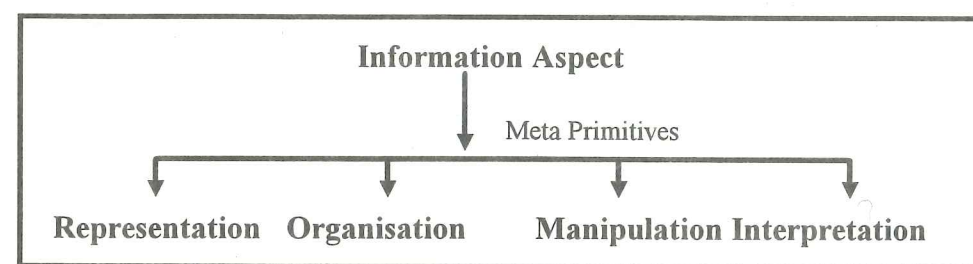 Information Aspect
Meta Primitives
Representation Organisation Manipulation Interpretation